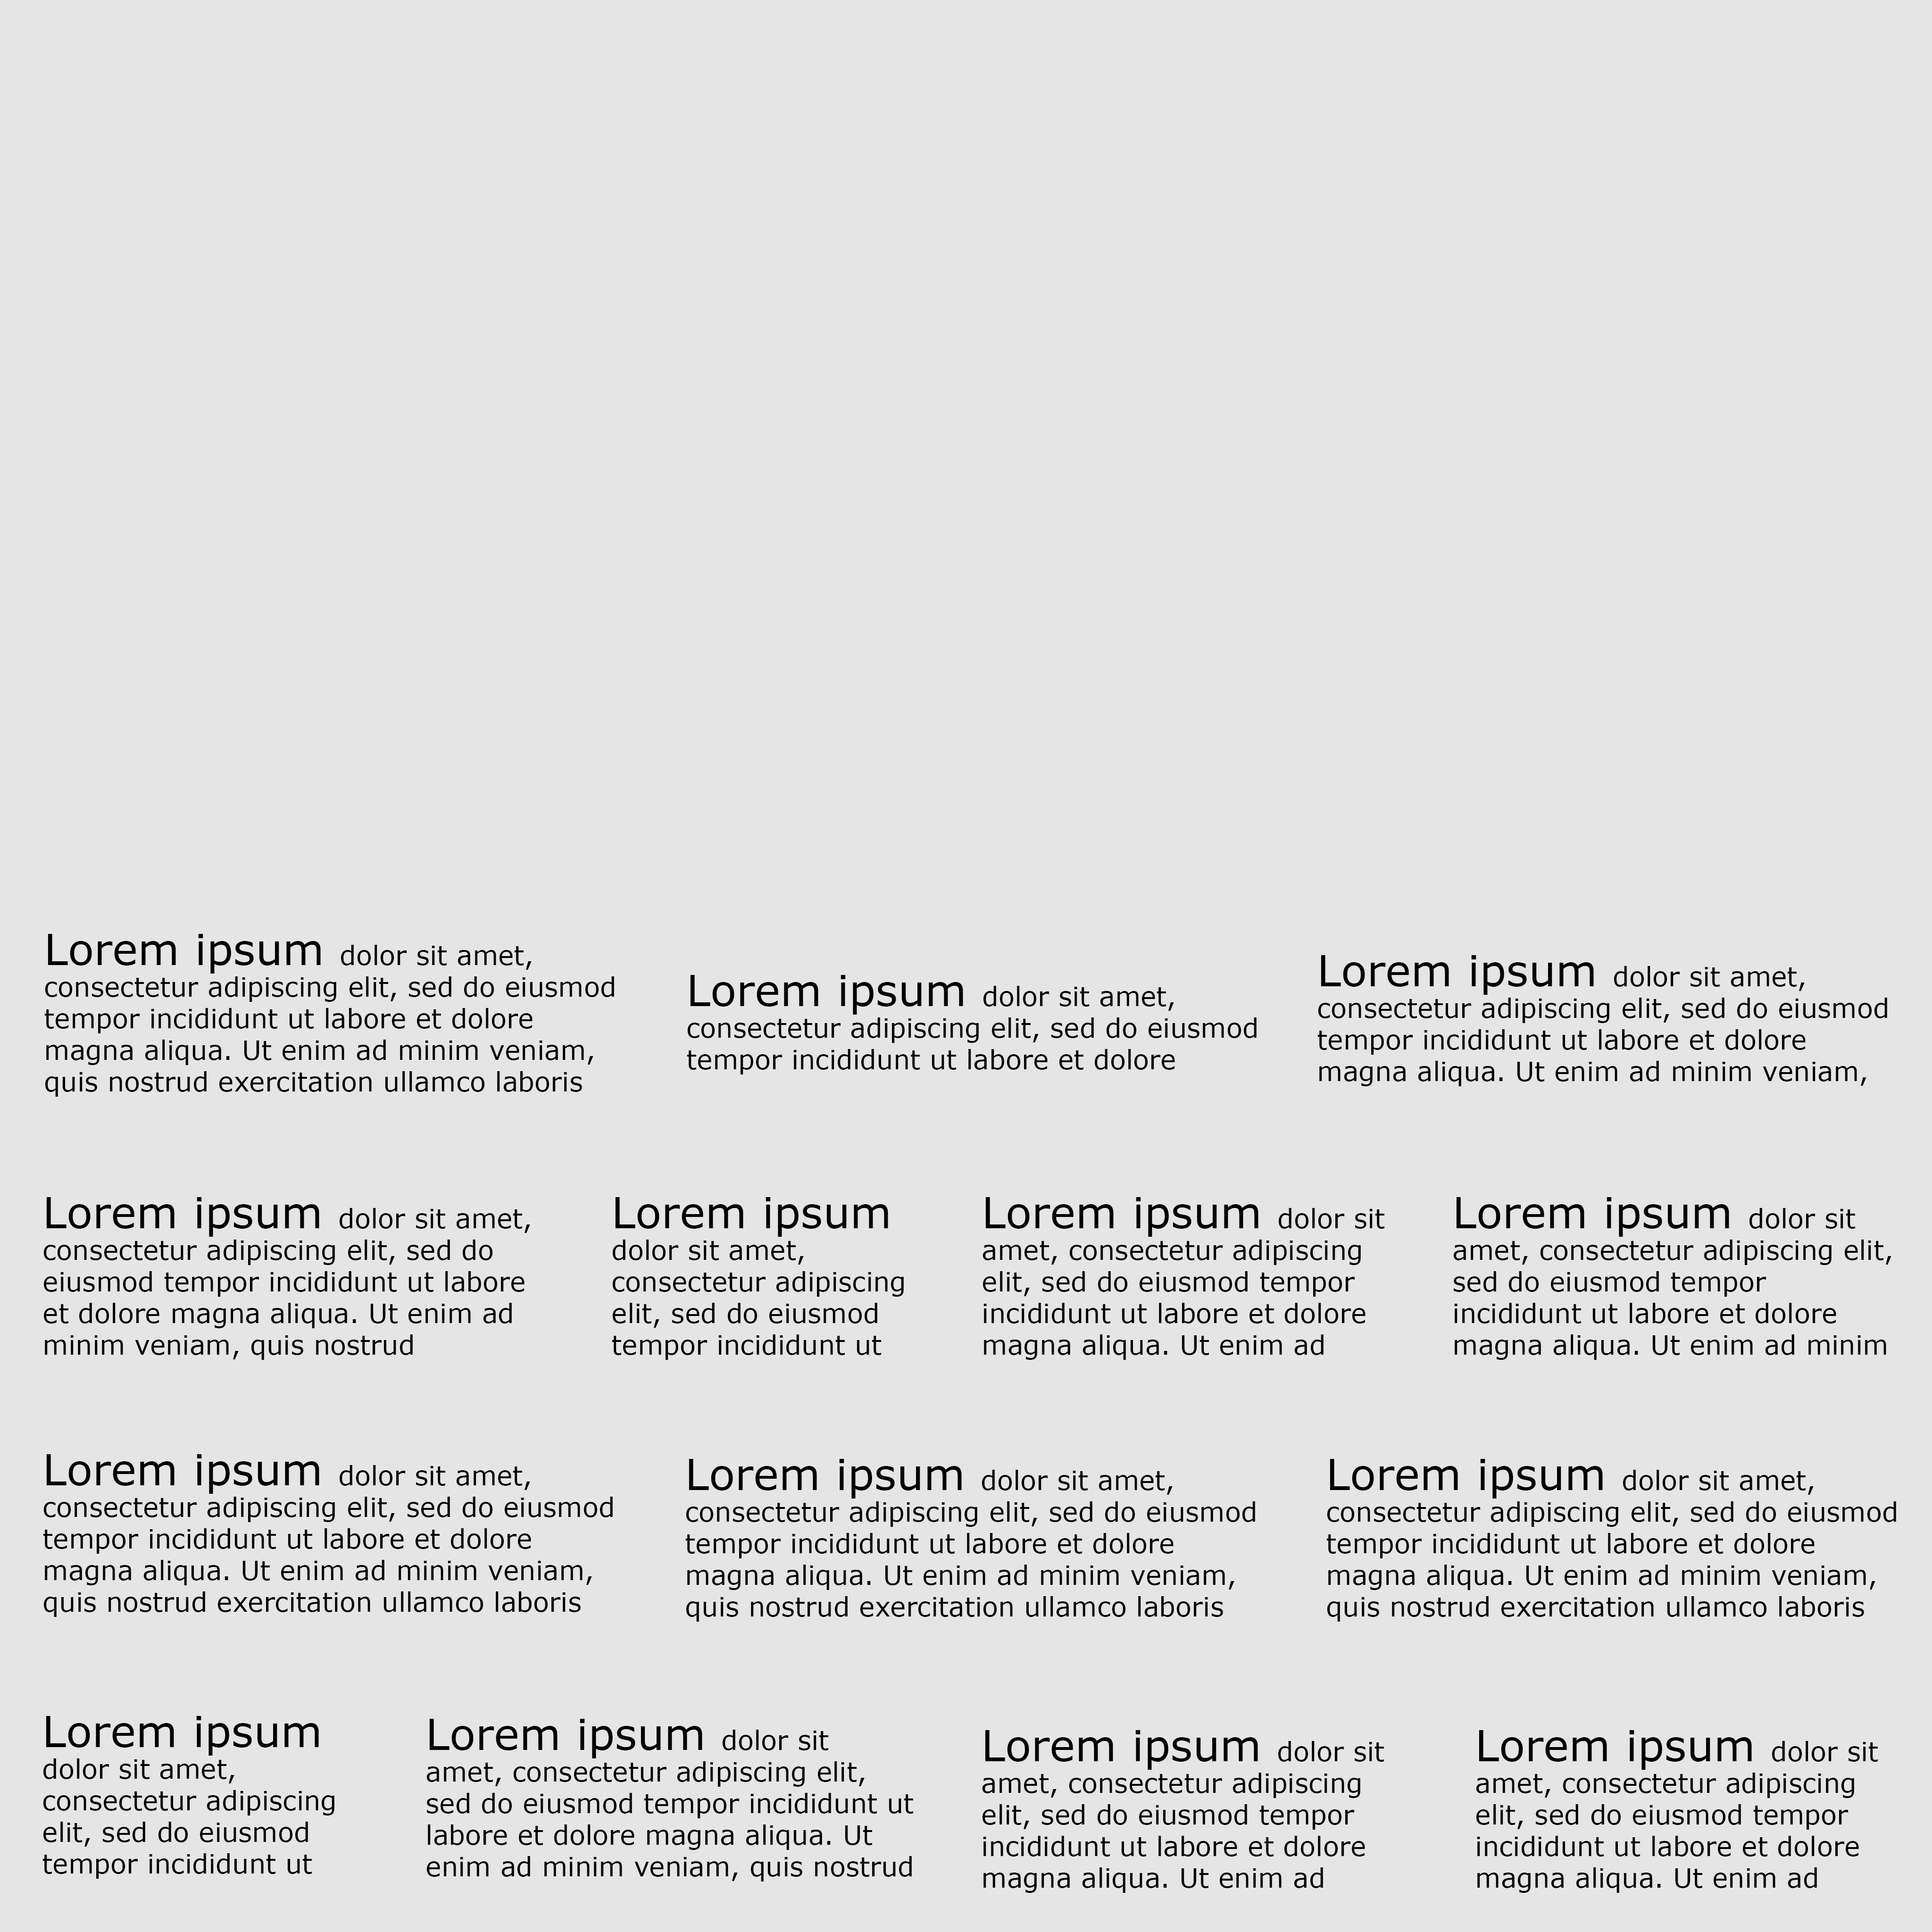 Lorem ipsum dolor sit amet,
consectetur adipiscing elit, sed do eiusmod
tempor incididunt ut labore et dolore
magna aliqua. Ut enim ad minim veniam,
quis nostrud exercitation ullamco laboris
Lorem ipsum dolor sit amet,
consectetur adipiscing elit, sed do eiusmod
tempor incididunt ut labore et dolore
Lorem ipsum dolor sit amet,
consectetur adipiscing elit, sed do eiusmod
tempor incididunt ut labore et dolore
magna aliqua. Ut enim ad minim veniam,
Lorem ipsum dolor sit amet,
consectetur adipiscing elit, sed do
eiusmod tempor incididunt ut labore
et dolore magna aliqua. Ut enim ad
minim veniam, quis nostrud
Lorem ipsum
dolor sit amet,
consectetur adipiscing
elit, sed do eiusmod
tempor incididunt ut
Lorem ipsum dolor sit
amet, consectetur adipiscing
elit, sed do eiusmod tempor
incididunt ut labore et dolore
magna aliqua. Ut enim ad
Lorem ipsum dolor sit
amet, consectetur adipiscing elit,
sed do eiusmod tempor
incididunt ut labore et dolore
magna aliqua. Ut enim ad minim
Lorem ipsum dolor sit amet,
consectetur adipiscing elit, sed do eiusmod
tempor incididunt ut labore et dolore
magna aliqua. Ut enim ad minim veniam,
quis nostrud exercitation ullamco laboris
Lorem ipsum dolor sit amet,
consectetur adipiscing elit, sed do eiusmod
tempor incididunt ut labore et dolore
magna aliqua. Ut enim ad minim veniam,
quis nostrud exercitation ullamco laboris
Lorem ipsum dolor sit amet,
consectetur adipiscing elit, sed do eiusmod
tempor incididunt ut labore et dolore
magna aliqua. Ut enim ad minim veniam,
quis nostrud exercitation ullamco laboris
Lorem ipsum
dolor sit amet,
consectetur adipiscing
elit, sed do eiusmod
tempor incididunt ut
Lorem ipsum dolor sit
amet, consectetur adipiscing elit,
sed do eiusmod tempor incididunt ut
labore et dolore magna aliqua. Ut
enim ad minim veniam, quis nostrud
Lorem ipsum dolor sit
amet, consectetur adipiscing
elit, sed do eiusmod tempor
incididunt ut labore et dolore
magna aliqua. Ut enim ad
Lorem ipsum dolor sit
amet, consectetur adipiscing
elit, sed do eiusmod tempor
incididunt ut labore et dolore
magna aliqua. Ut enim ad